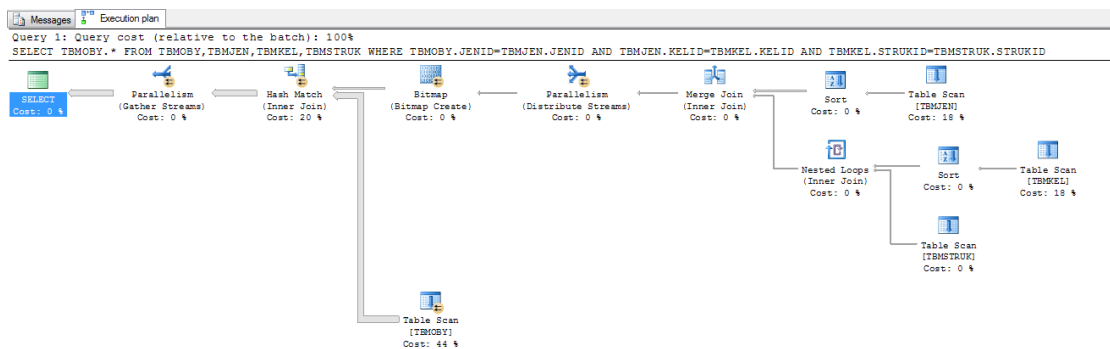 Messages Execution plan
Query 1: Query cost (relative to the batch): 100%
SELECT TBMOBY.* FROM TBMOBY,TBMJEN,TBMKEL,TBMSTRUK WHERE TBMOBY.JENID=TBMJEN.JENID AND TBMJEN.KELID=TBMKEL.KELID AND TBMKEL.STRUKID=TBMSTRUK.STRUKID
SELECT
Cost: 0 %
Parallelism
(Gather Streams)
Cost: 0 %
Hash Match
(Inner Join)
Cost: 20 %
Bitmap
(Bitmap Create)
Cost: 0 %
Parallelism
(Distribute Streams)
Cost: 0 %
Merge Join
(Inner Join)
Cost: 0 %
Sort
Cost: 0 %
Table Scan
[TBMJEN]
Cost: 18 %
Nested Loops
(Inner Join)
Cost: 0 %
Sort
Cost: 0 %
Table Scan
[TBMKEL]
Cost: 18 %
Table Scan
[TBMSTRUK]
Cost: 0 %
Table Scan
[TBMOBY]
Cost: 44 %